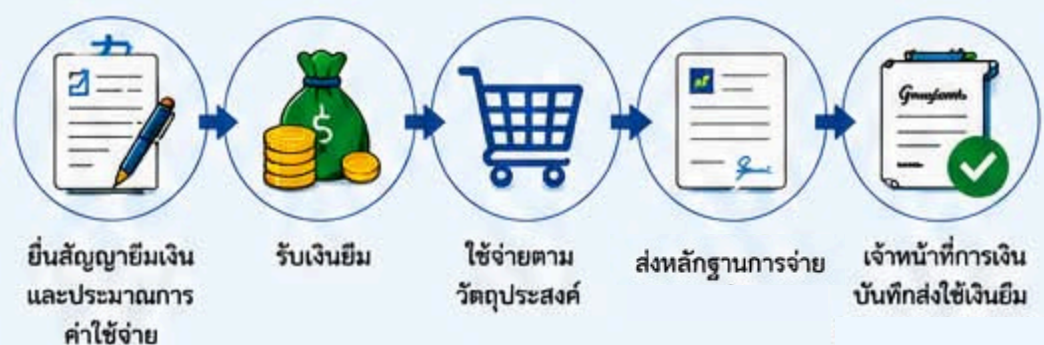 $
ยื่นสัญญายืมเงิน
และประมาณการ
ค่าใช้จ่าย
รับเงินยืม
ใช้จ่ายตาม
วัตถุประสงค์
ส่งหลักฐานการจ่าย
เจ้าหน้าที่การเงิน
บันทึกส่งใช้เงินยืม